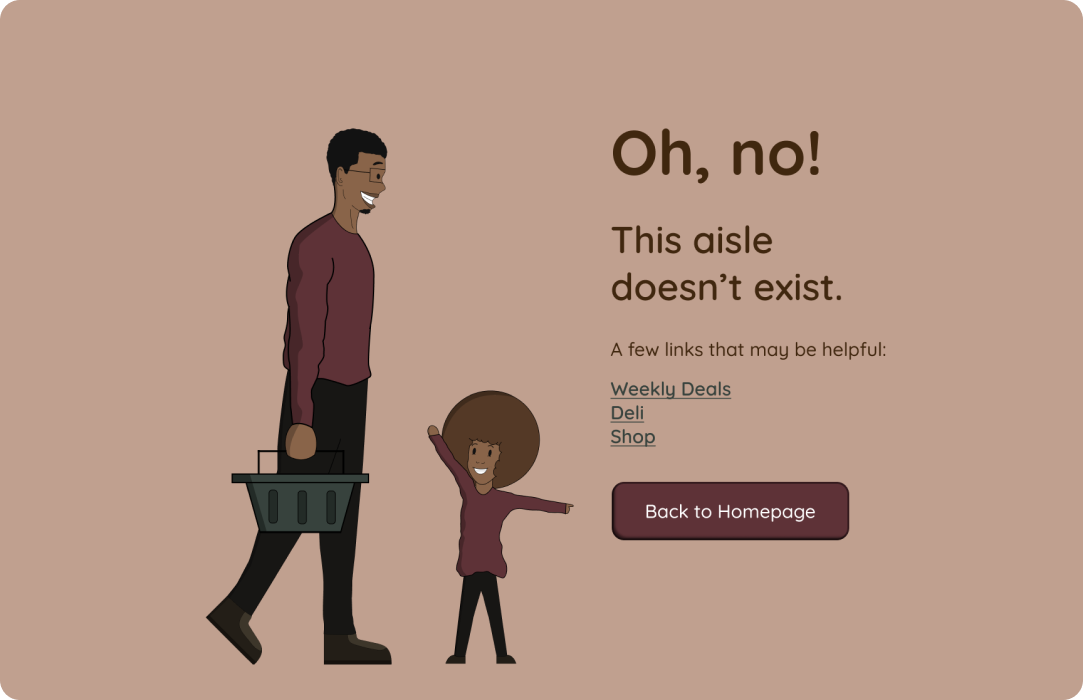 Oh, no!
This aisle
doesn’t exist.
A few links that may be helpful:
Weekly Deals
Deli
Shop
Back to Homepage